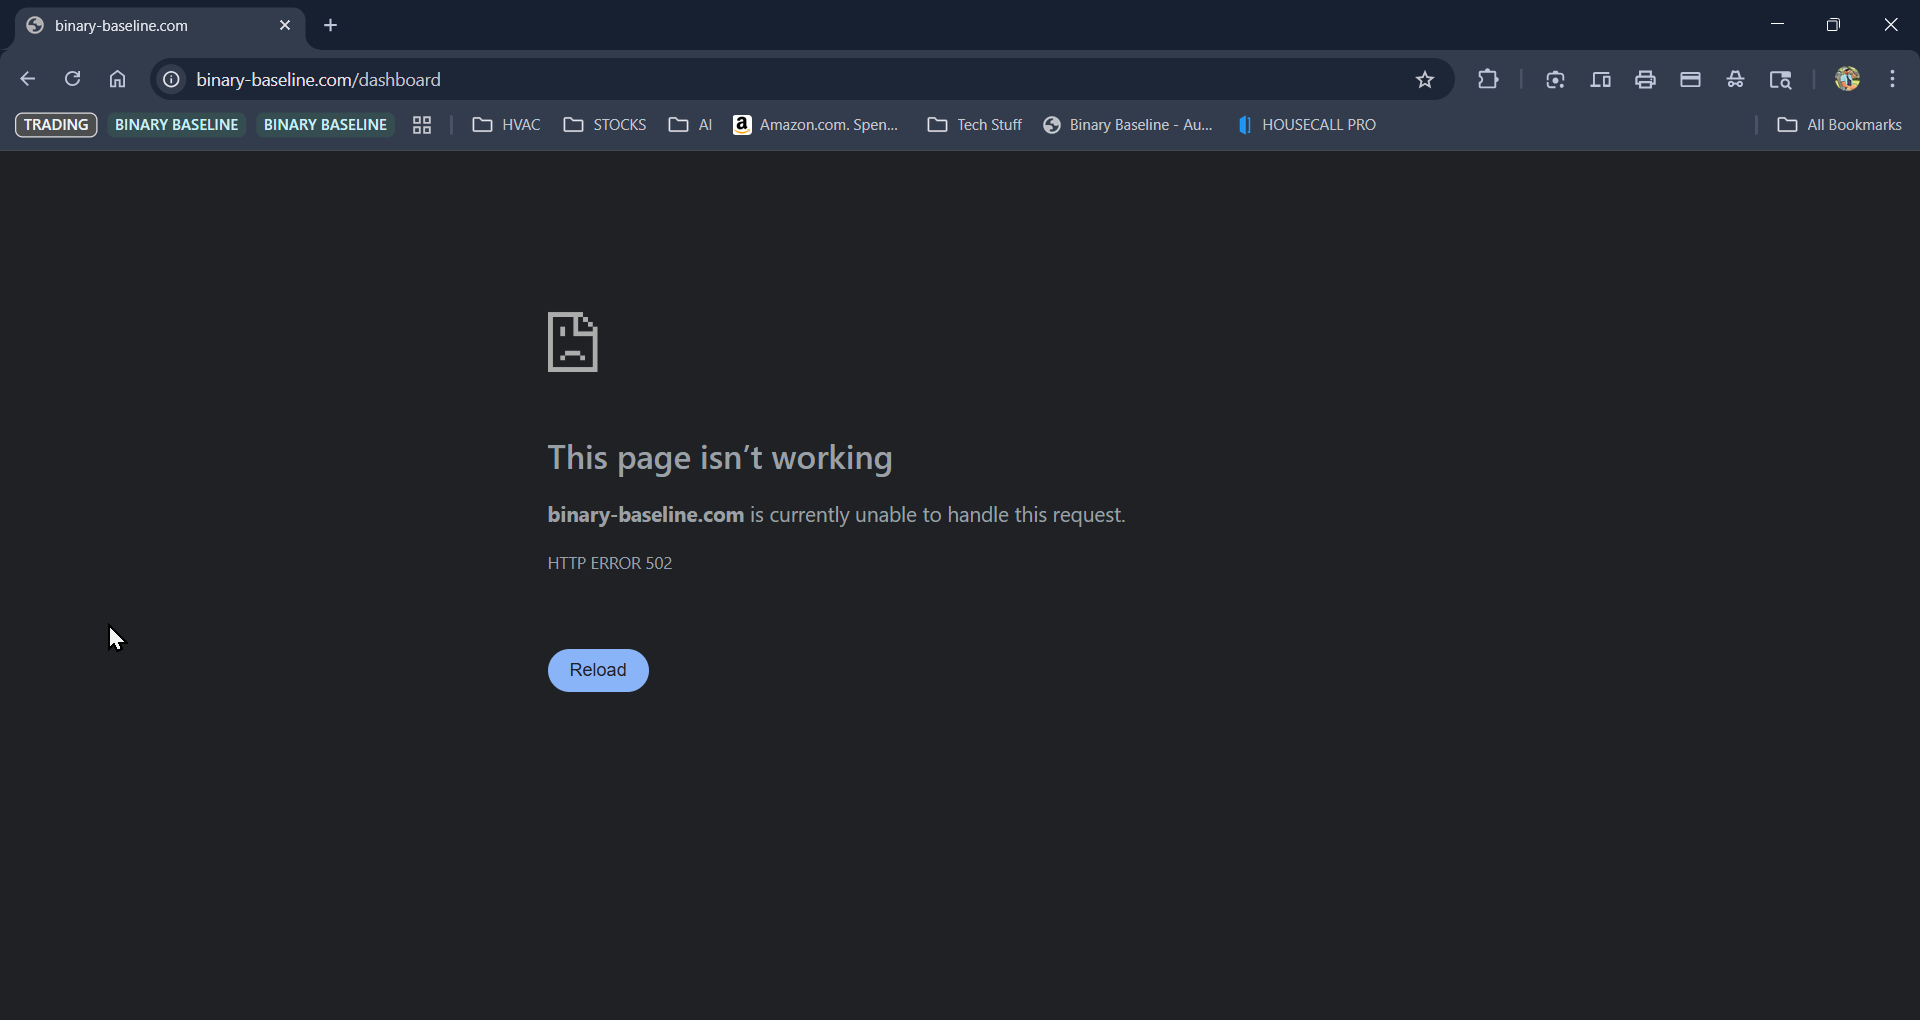 binary-baseline.com
binary-baseline.com/dashboard
TRADING BINARY BASELINE BINARY BASELINE HVAC STOCKS AI Amazon.com. Spen... Tech Stuff Binary Baseline - Au... HOUSECALL PRO All Bookmarks
This page isn’t working
binary-baseline.com is currently unable to handle this request.
HTTP ERROR 502
Reload